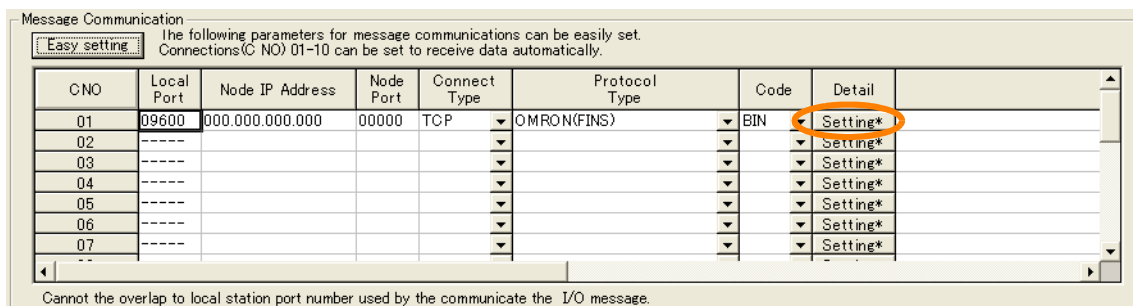 Message Communication
Easy setting
The following parameters for message communications can be easily set.
Connections(C NO) 01-10 can be set to receive data automatically.
CNO Local Port Node IP Address Node Port Connect Type Protocol Type Code Detail
01 09600 000.000.000.000 00000 TCP OMRON(FINS) BIN Setting*
02 ----- Setting*
03 ----- Setting*
04 ----- Setting*
05 ----- Setting*
06 ----- Setting*
07 ----- Setting*
Cannot the overlap to local station port number used by the communicate the I/O message.